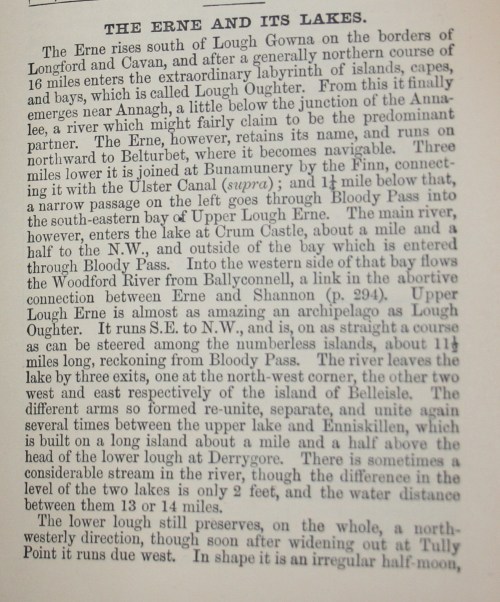 THE ERNE AND ITS LAKES.
The Erne rises south of Lough Gowna on the borders of
Longford and Cavan, and after a generally northern course of
16 miles enters the extraordinary labyrinth of islands, capes,
and bays, which is called Lough Oughter. From this it finally
emerges near Annagh, a little below the junction of the Anna-
lee, a river which might fairly claim to be the predominant
partner. The Erne, however, retains its name, and runs on
northward to Belturbet, where it becomes navigable. Three
miles lower it is joined at Bunamunery by the Finn, connect-
ing it with the Ulster Canal (supra); and 1½ mile below that,
a narrow passage on the left goes through Bloody Pass into
the south-eastern bay of Upper Lough Erne. The main river,
however, enters the lake at Crum Castle, about a mile and a
half to the N.W., and outside of the bay which is entered
through Bloody Pass. Into the western side of that bay flows
the Woodford River from Ballyconnell, a link in the abortive
connection between Erne and Shannon (p. 294). Upper
Lough Erne is almost as amazing an archipelago as Lough
Oughter. It runs S.E. to N.W., and is, on as straight a course
as can be steered among the numberless islands, about 11½
miles long, reckoning from Bloody Pass. The river leaves the
lake by three exits, one at the north-west corner, the other two
west and east respectively of the island of Belleisle. The
different arms so formed re-unite, separate, and unite again
several times between the upper lake and Enniskillen, which
is built on a long island about a mile and a half above the
head of the lower lough at Derrygore. There is sometimes a
considerable stream in the river, though the difference in the
level of the two lakes is only 2 feet, and the water distance
between them 13 or 14 miles.
The lower lough still preserves, on the whole, a north-
westerly direction, though soon after widening out at Tully
Point it runs due west. In shape it is an irregular half-moon,